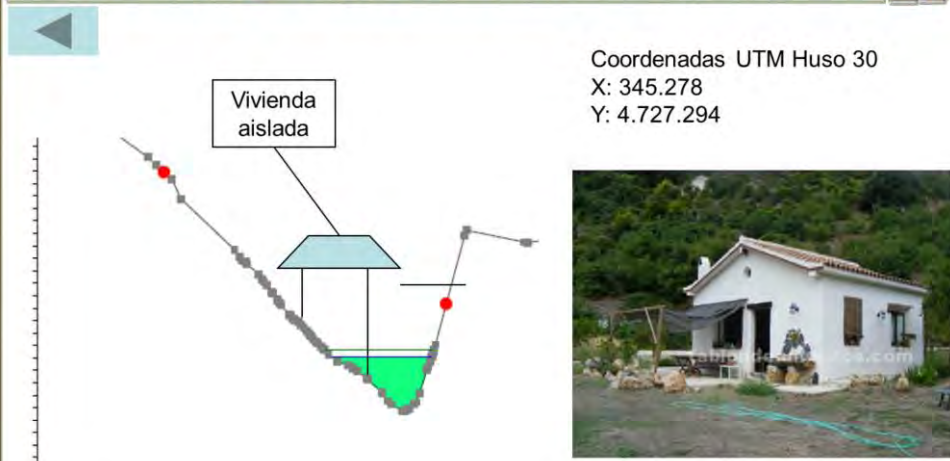 Coordenadas UTM Huso 30
X: 345.278
Y: 4.727.294
Vivienda
aislada